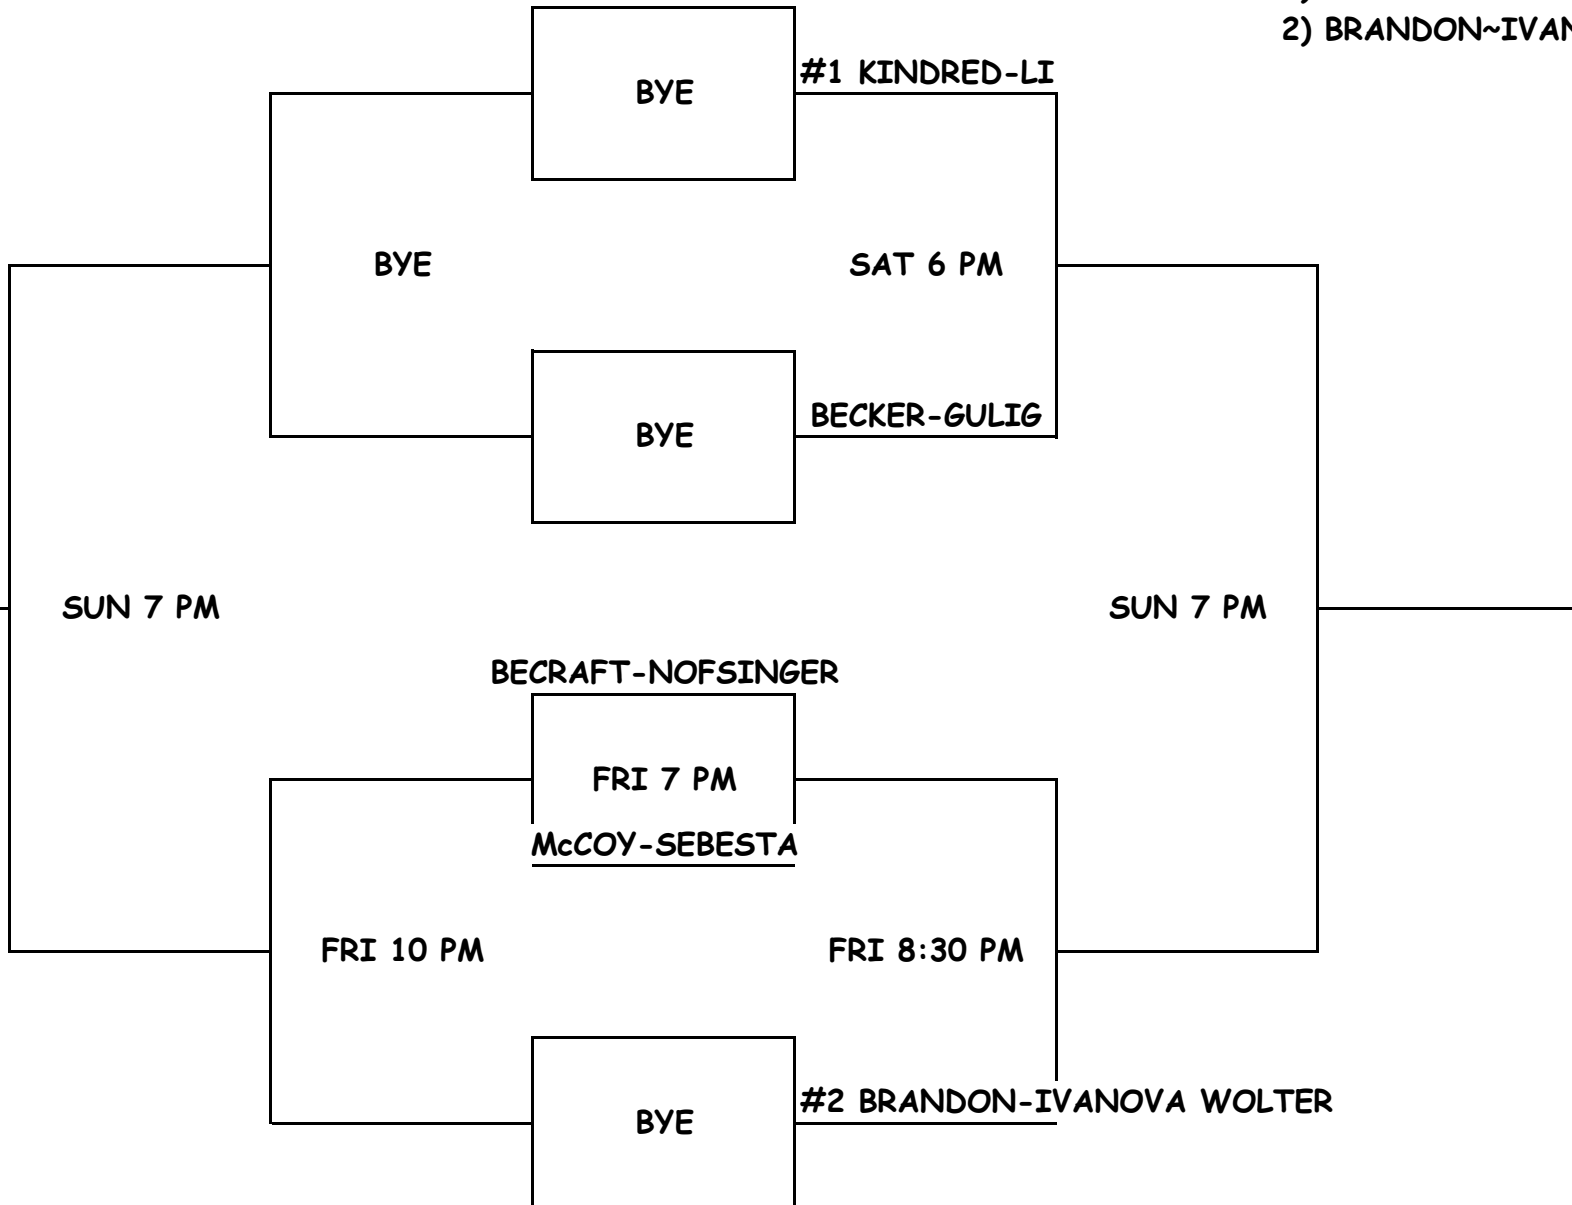 2) BRANDON~IVAN
#1 KINDRED-LI
BYE
BYE
SAT 6 PM
BECKER-GULIG
BYE
SUN 7 PM
SUN 7 PM
BECRAFT-NOFSINGER
FRI 7 PM
McCOY-SEBESTA
FRI 10 PM
FRI 8:30 PM
#2 BRANDON-IVANOVA WOLTER
BYE